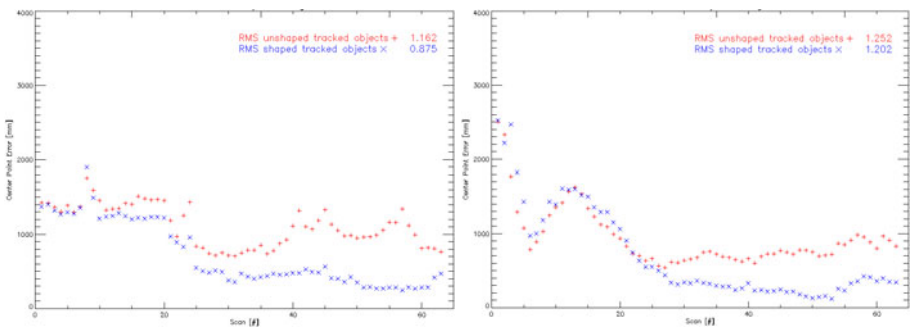 RMS unshaped tracked objects + 1.162
RMS shaped tracked objects × 0.875
4000
3000
2000
1000
0
Center Point Error [mm]
0 20 40 60
Scan [#]
RMS unshaped tracked objects + 1.252
RMS shaped tracked objects × 1.202
4000
3000
2000
1000
0
Center Point Error [mm]
0 20 40 60
Scan [#]